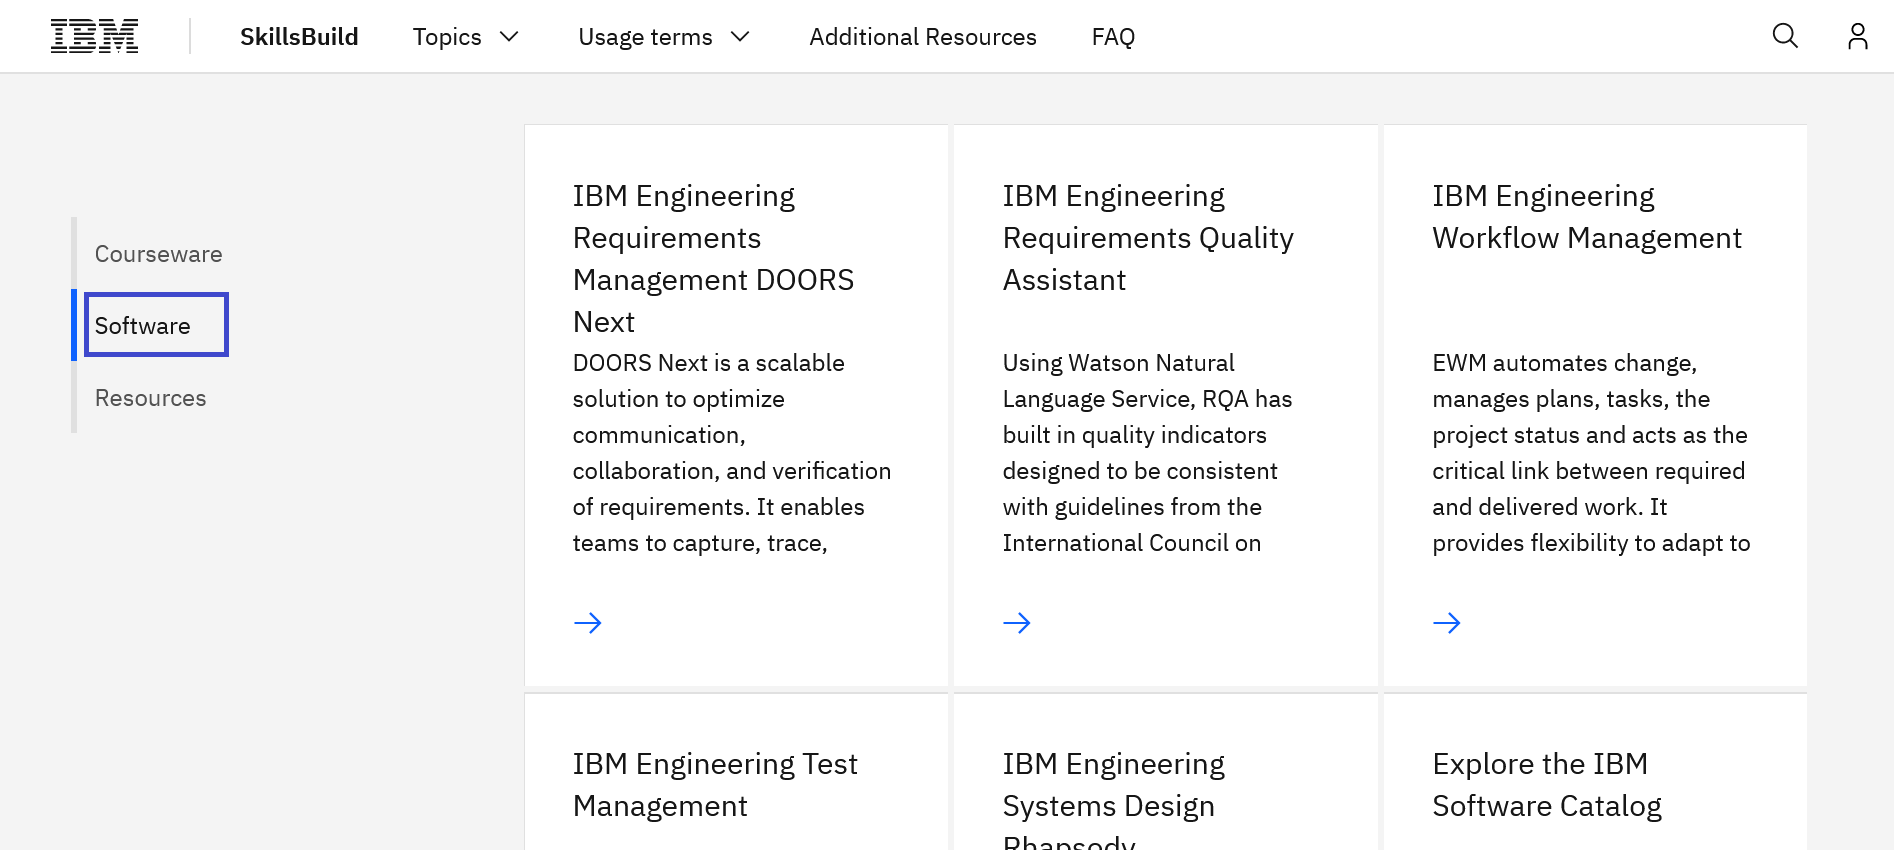 IBM SkillsBuild Topics Usage terms Additional Resources FAQ
Courseware
Software
Resources
IBM Engineering
Requirements
Management DOORS
Next
DOORS Next is a scalable
solution to optimize
communication,
collaboration, and verification
of requirements. It enables
teams to capture, trace,
IBM Engineering
Requirements Quality
Assistant
Using Watson Natural
Language Service, RQA has
built in quality indicators
designed to be consistent
with guidelines from the
International Council on
IBM Engineering
Workflow Management
EWM automates change,
manages plans, tasks, the
project status and acts as the
critical link between required
and delivered work. It
provides flexibility to adapt to
IBM Engineering Test
Management
IBM Engineering
Systems Design
Rhapsody
Explore the IBM
Software Catalog